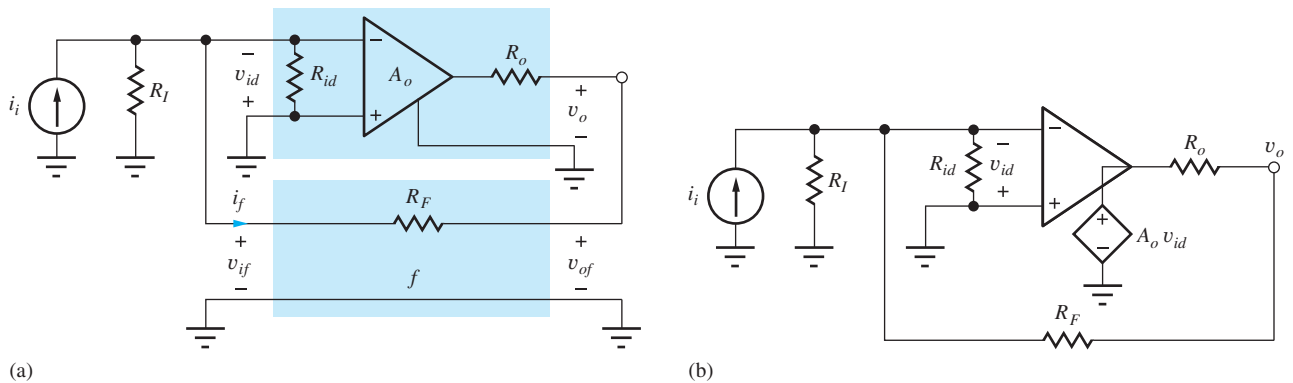 −
−
R_o
v_id
R_id
A_o
i_i
R_I
+
+
+
v_o
−
i_f
R_F
+
v_if
−
f
+
v_of
−
(a)
−
R_o
v_o
R_id
−
v_id
+
i_i
R_I
+
+
−
A_o v_id
R_F
(b)